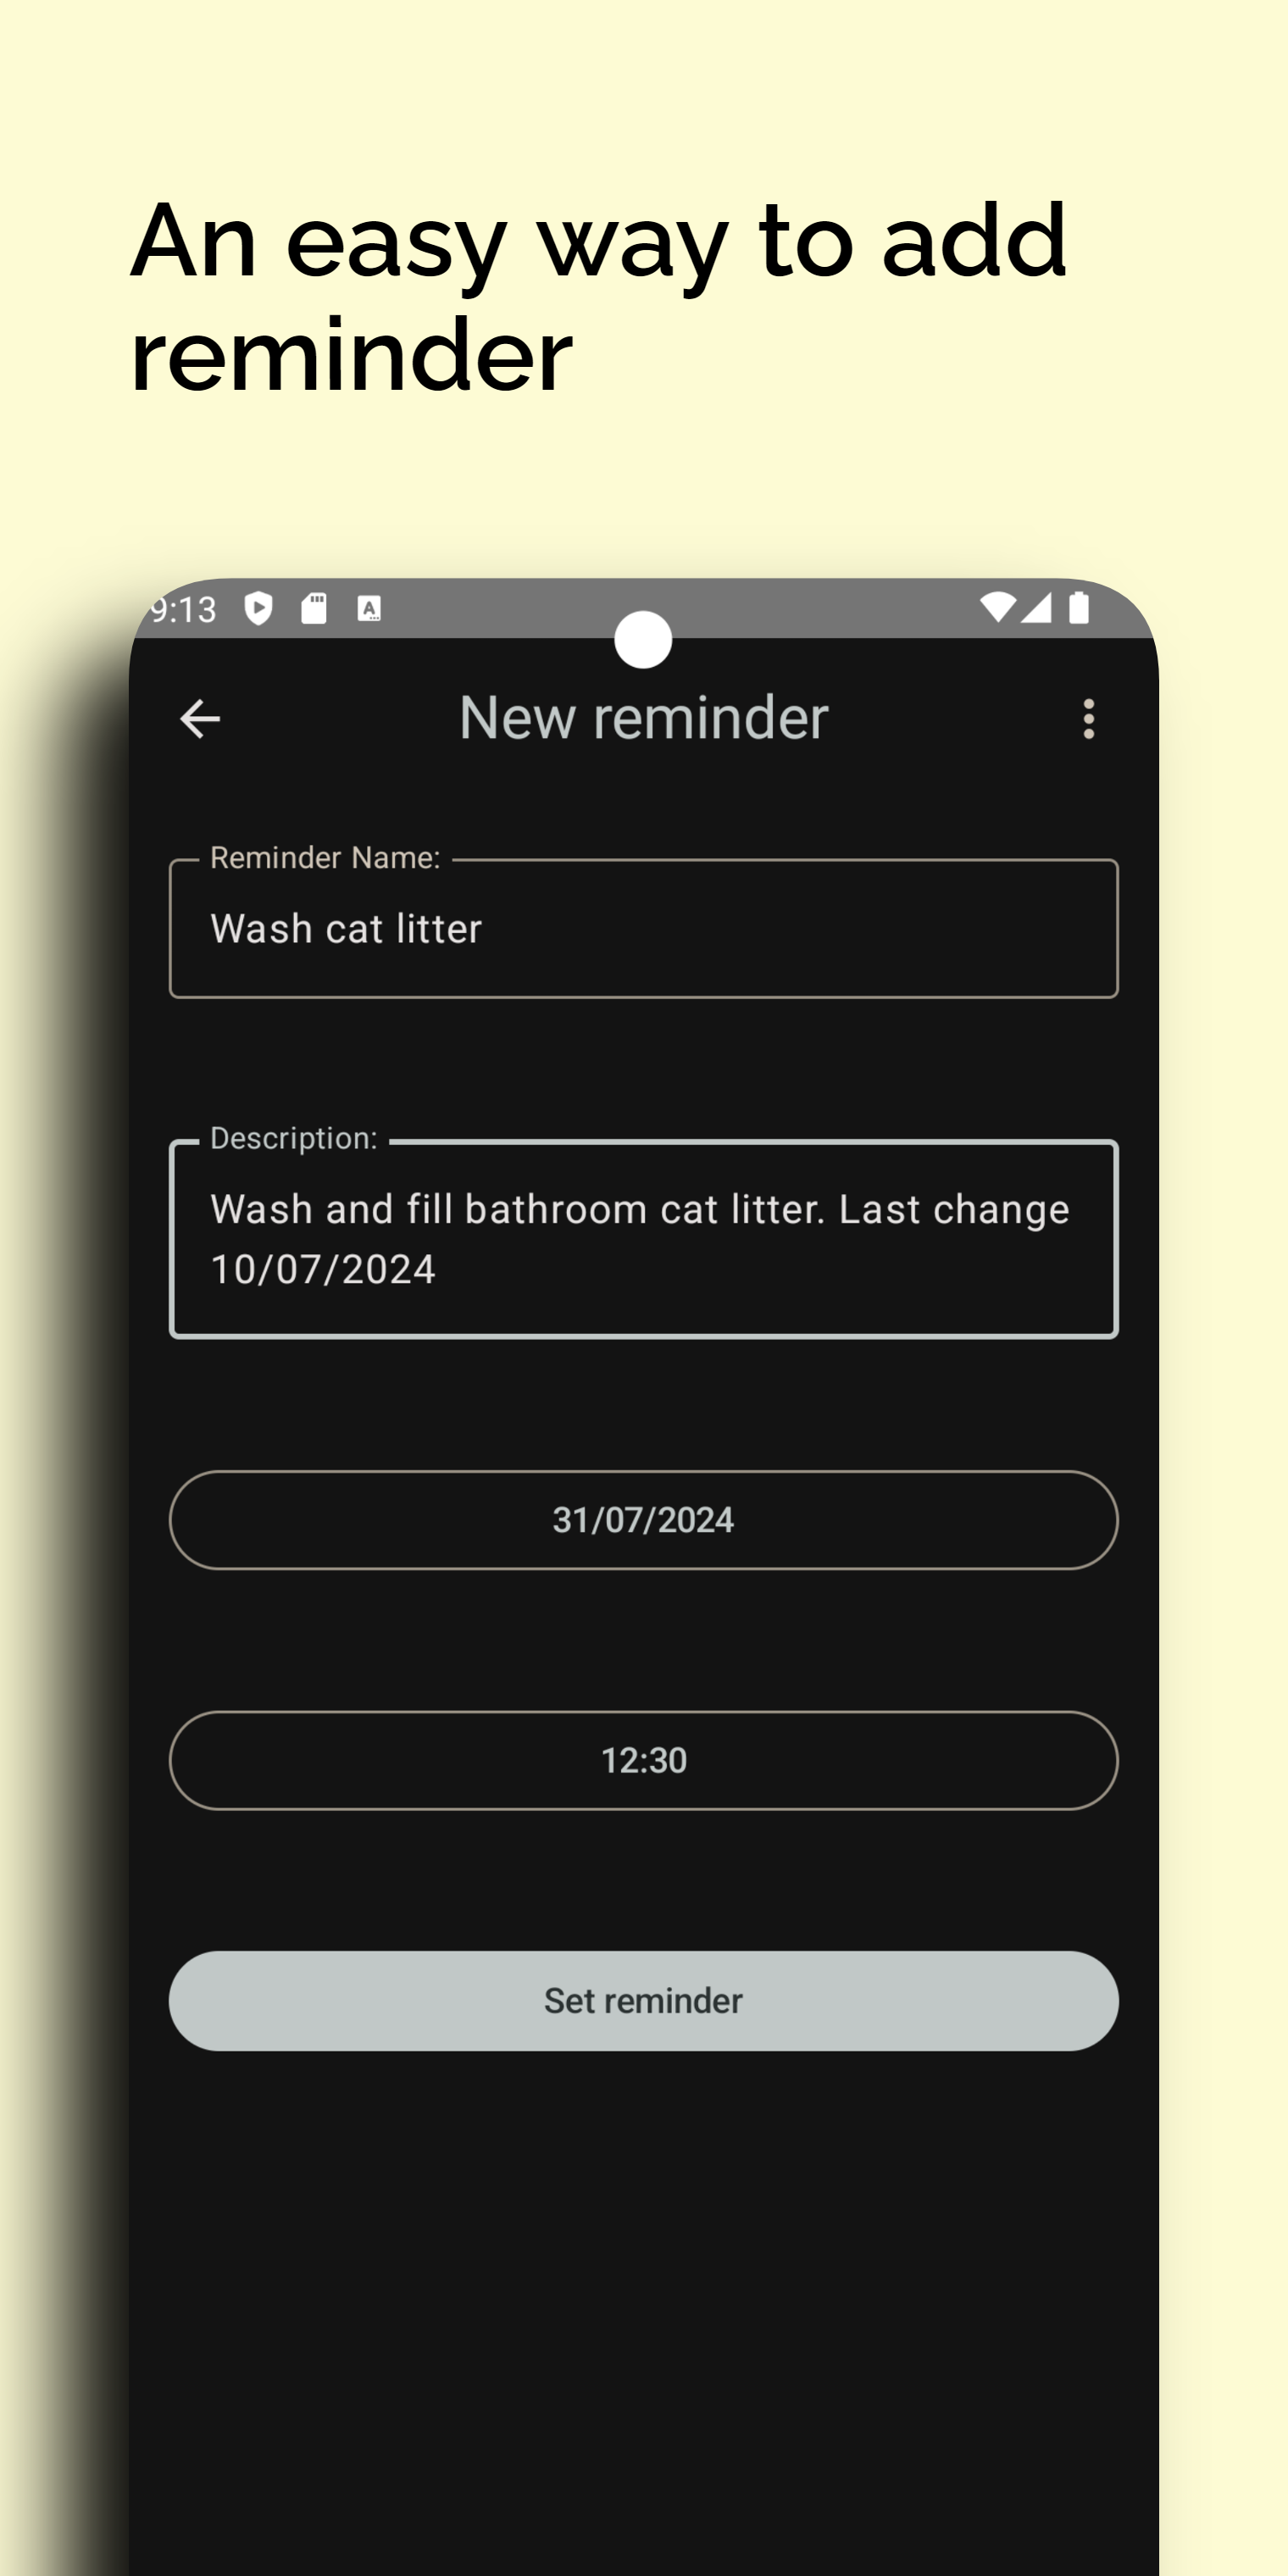 An easy way to add
reminder
9:13
New reminder
Reminder Name:
Wash cat litter
Description:
Wash and fill bathroom cat litter. Last change
10/07/2024
31/07/2024
12:30
Set reminder